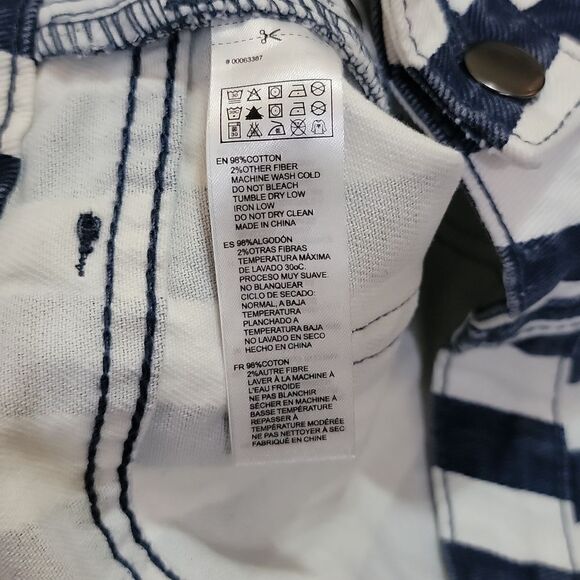 # 00063387
EN 98%COTTON
2%OTHER FIBER
MACHINE WASH COLD
DO NOT BLEACH
TUMBLE DRY LOW
IRON LOW
DO NOT DRY CLEAN
MADE IN CHINA
ES 98%ALGODÓN
2%OTRAS FIBRAS
TEMPERATURA MÁXIMA
DE LAVADO 30oC.
PROCESO MUY SUAVE.
NO BLANQUEAR
CICLO DE SECADO:
NORMAL, A BAJA
TEMPERATURA
PLANCHADO A
TEMPERATURA BAJA
NO LAVADO EN SECO
HECHO EN CHINA
FR 98%COTON
2%AUTRE FIBRE
LAVER À LA MACHINE À
L'EAU FROIDE
NE PAS BLANCHIR
SÉCHER EN MACHINE À
BASSE TEMPÉRATURE
REPASSER À
TEMPÉRATURE MODÉRÉE
NE PAS NETTOYER À SEC
FABRIQUÉ EN CHINE